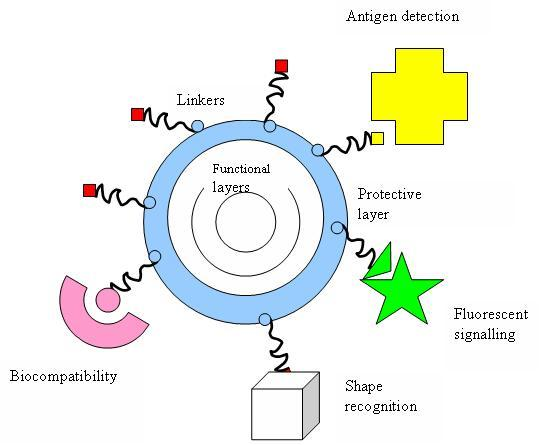 Antigen detection
Linkers
Functional
layers
Protective
layer
Fluorescent
signalling
Biocompatibility
Shape
recognition